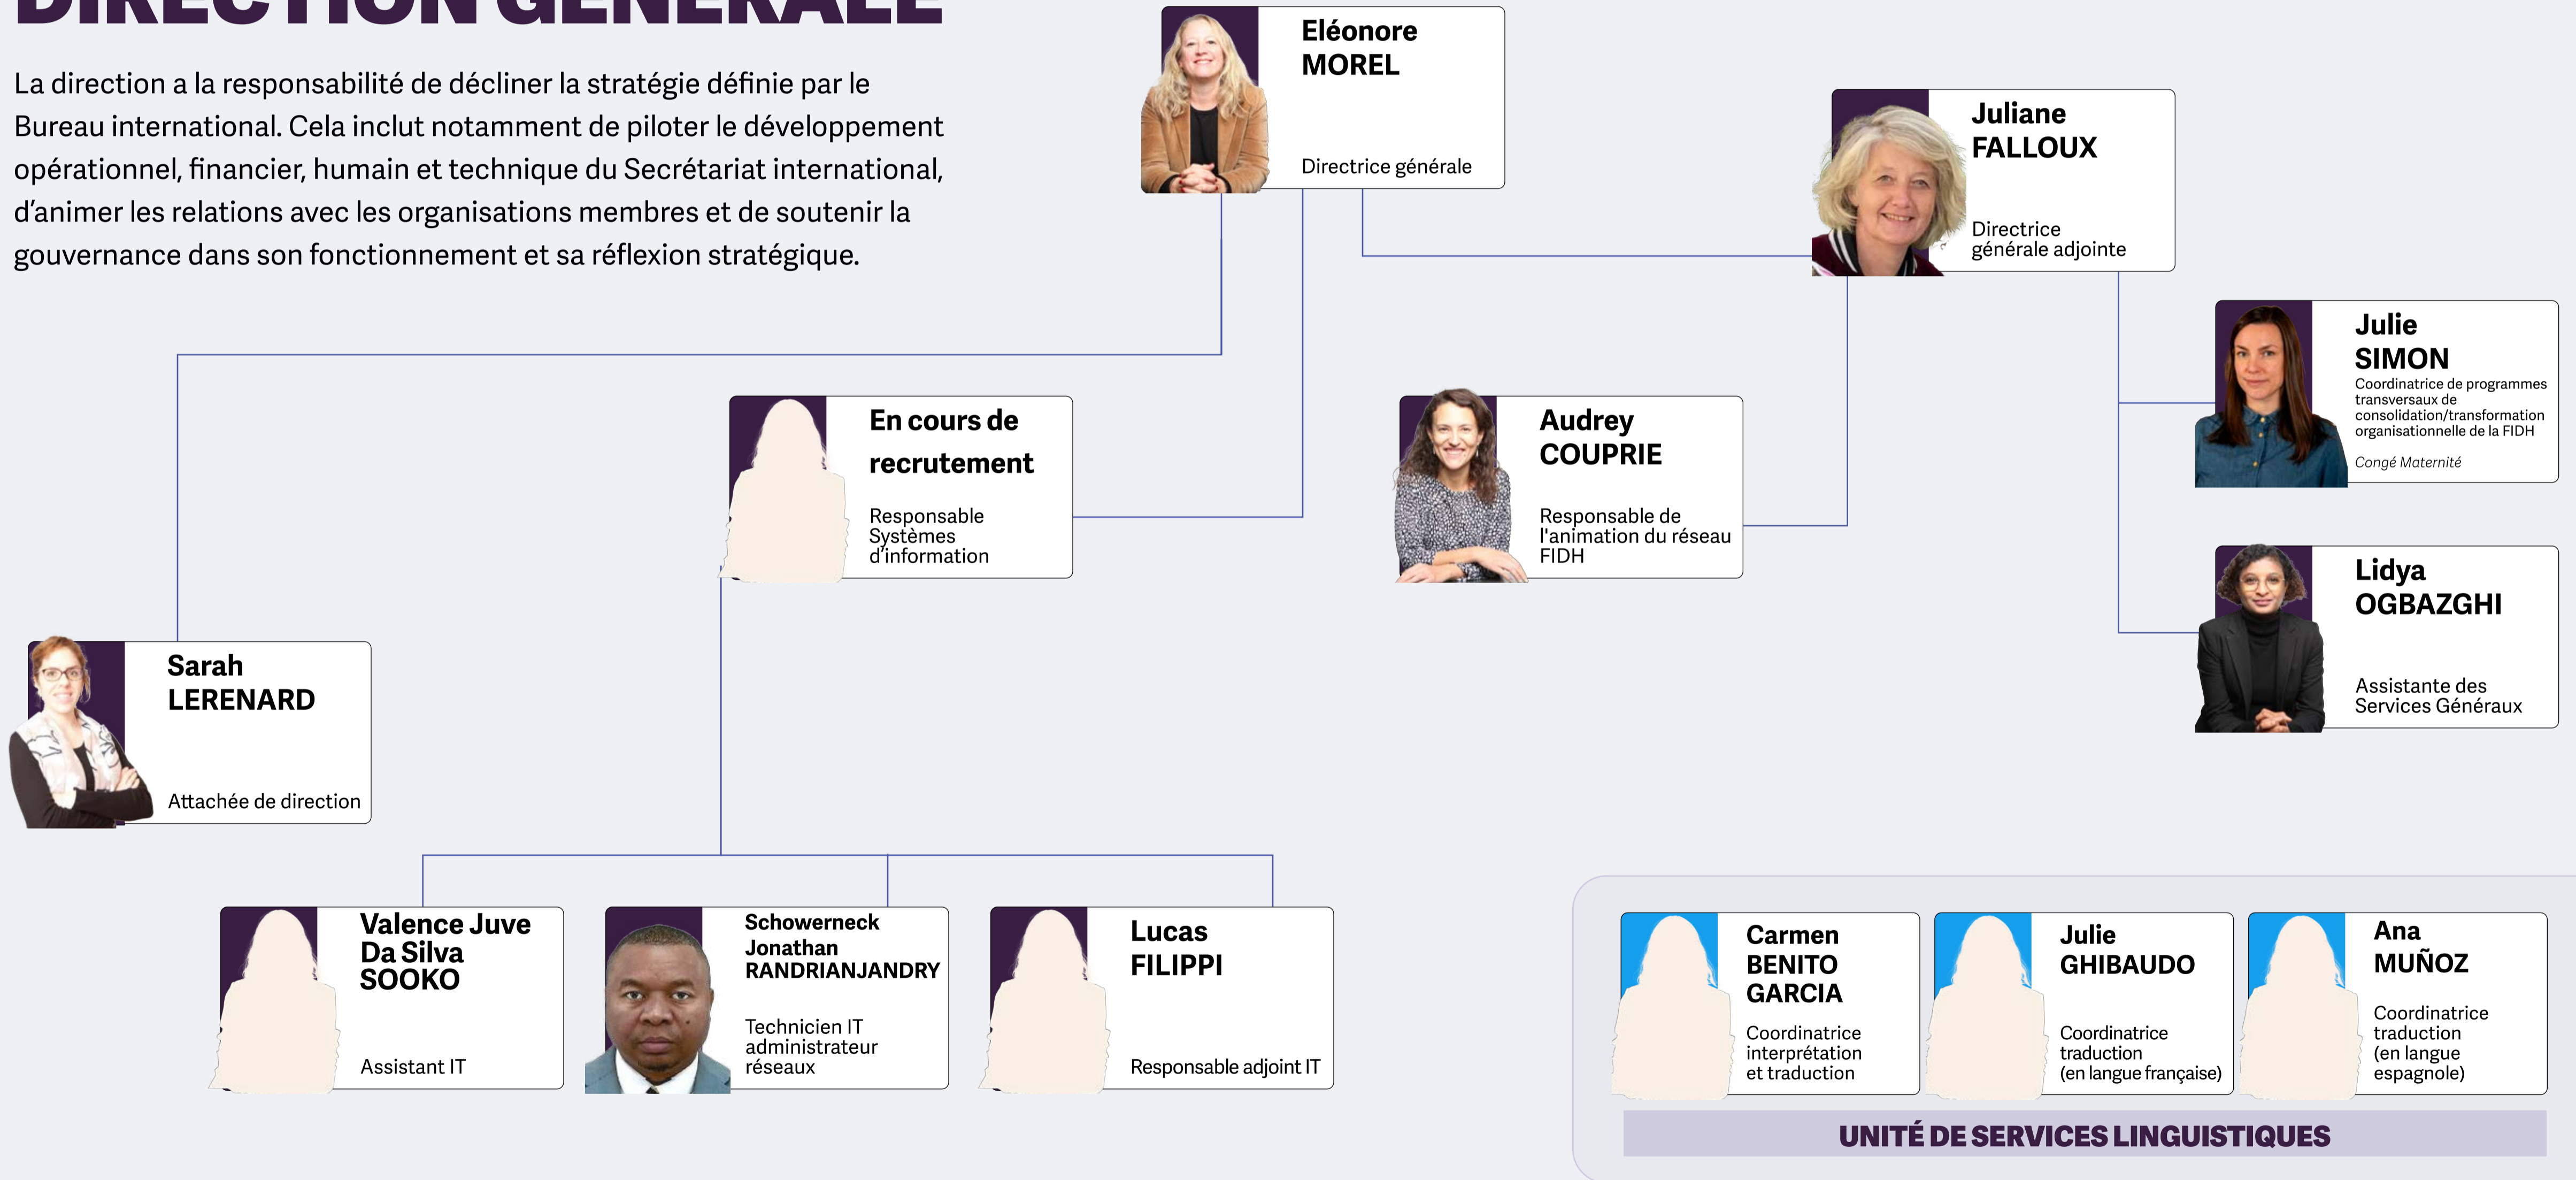 DIRECTION GÉNÉRALE
La direction a la responsabilité de décliner la stratégie définie par le
Bureau international. Cela inclut notamment de piloter le développement
opérationnel, financier, humain et technique du Secrétariat international,
d’animer les relations avec les organisations membres et de soutenir la
gouvernance dans son fonctionnement et sa réflexion stratégique.
Eléonore
MOREL
Directrice générale
Juliane
FALLOUX
Directrice
générale adjointe
Julie
SIMON
Coordinatrice de programmes
transversaux de
consolidation/transformation
organisationnelle de la FIDH
Congé Maternité
En cours de
recrutement
Responsable
Systèmes
d’information
Audrey
COUPRIE
Responsable de
l'animation du réseau
FIDH
Lidya
OGBAZGHI
Assistante des
Services Généraux
Sarah
LERENARD
Attachée de direction
Valence Juve
Da Silva
SOOKO
Assistant IT
Schowerneck
Jonathan
RANDRIANJANDRY
Technicien IT
administrateur
réseaux
Lucas
FILIPPI
Responsable adjoint IT
Carmen
BENITO
GARCIA
Coordinatrice
interprétation
et traduction
Julie
GHIBAUDO
Coordinatrice
traduction
(en langue française)
Ana
MUÑOZ
Coordinatrice
traduction
(en langue
espagnole)
UNITÉ DE SERVICES LINGUISTIQUES